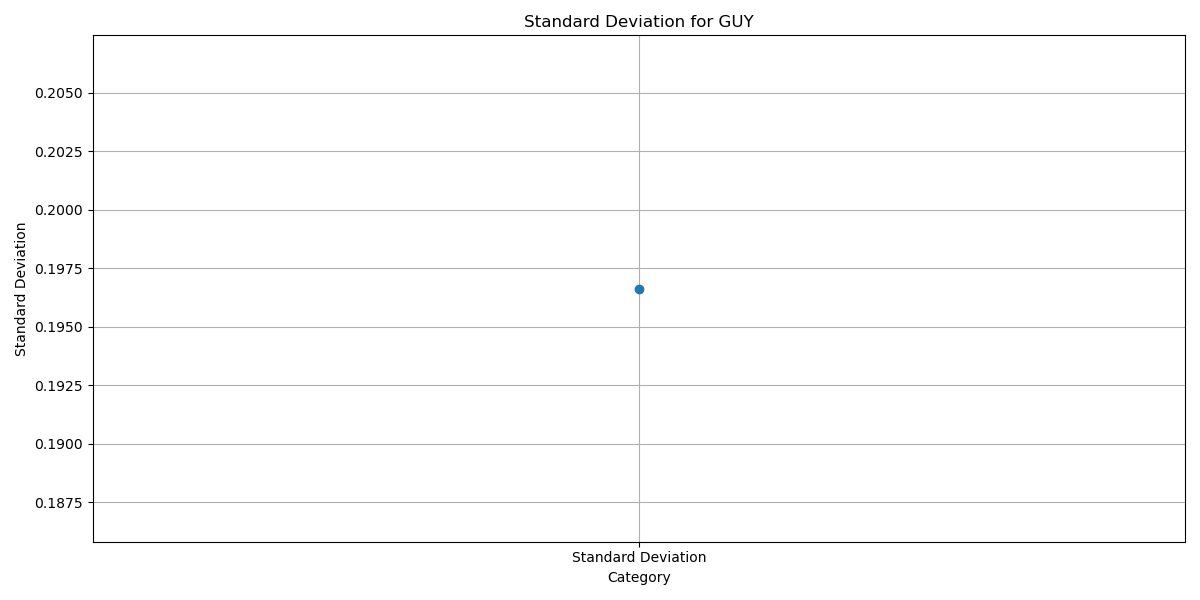 Standard Deviation for GUY
0.2050
0.2025
0.2000
0.1975
0.1950
0.1925
0.1900
0.1875
Standard Deviation
Standard Deviation
Category